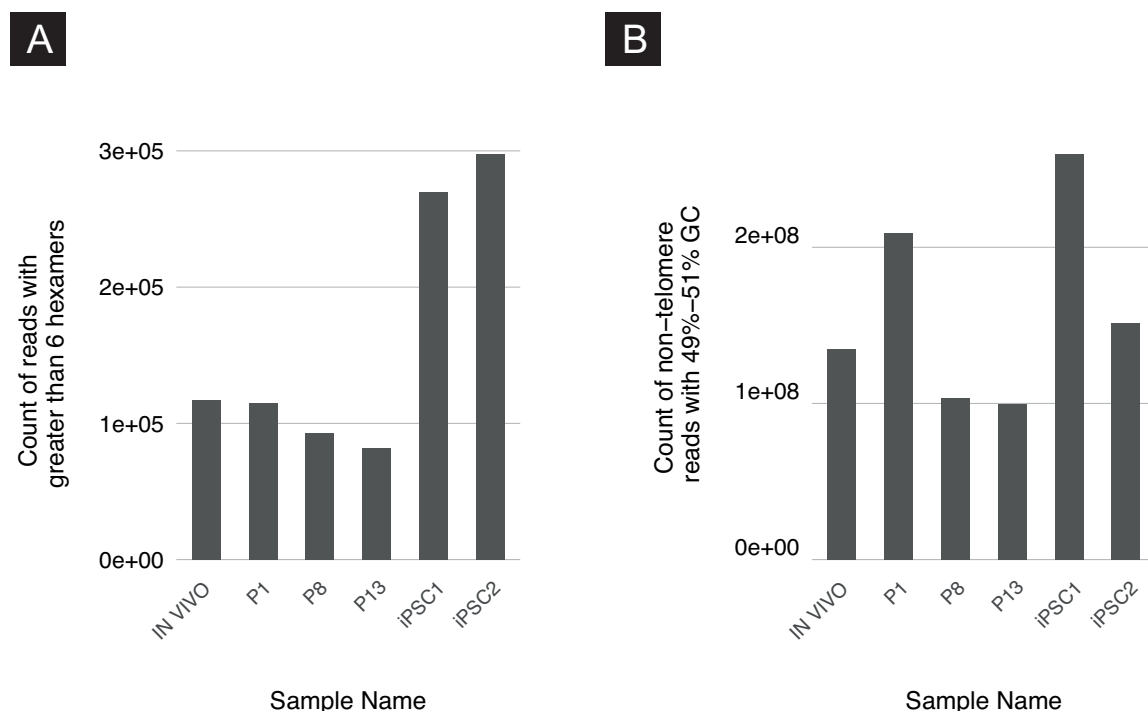 A
Count of reads with
greater than 6 hexamers
3e+05
2e+05
1e+05
0e+00
IN VIVO
P1
P8
P13
iPSC1
iPSC2
Sample Name
B
Count of non−telomere
reads with 49%−51% GC
2e+08
1e+08
0e+00
IN VIVO
P1
P8
P13
iPSC1
iPSC2
Sample Name